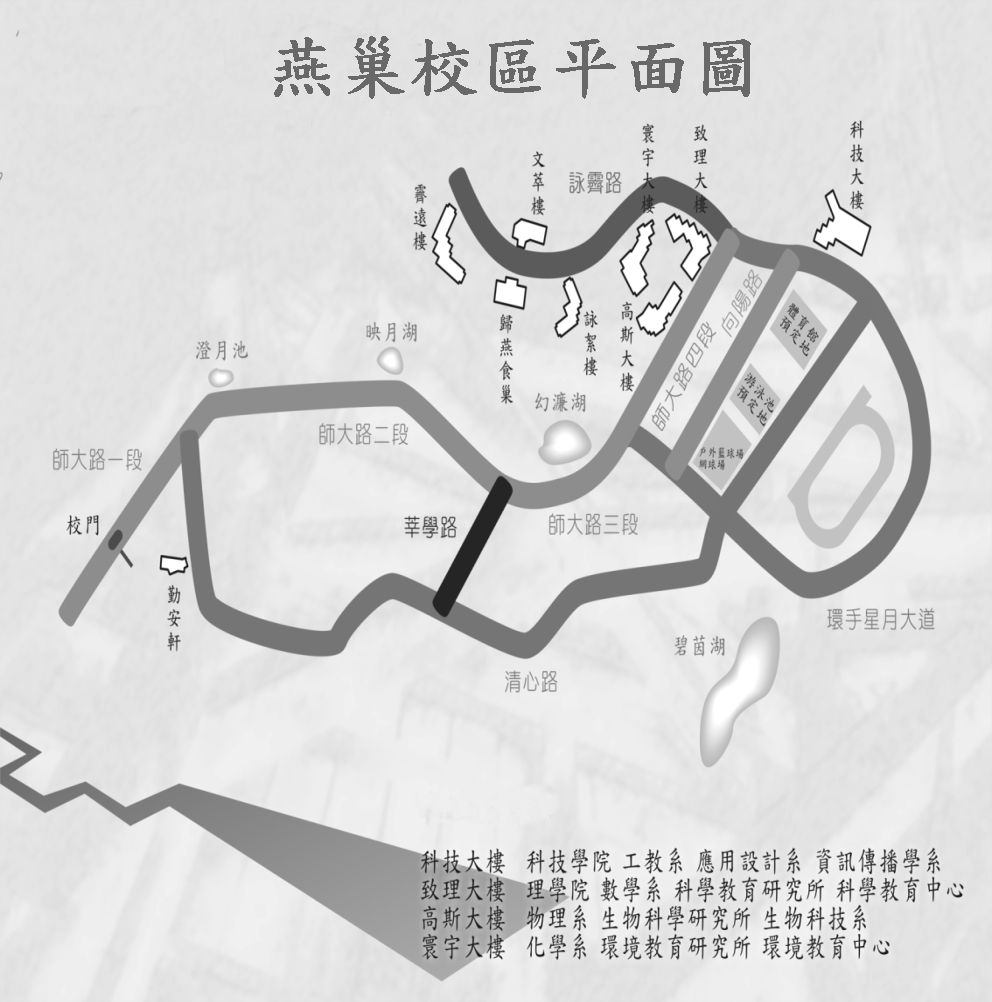 燕巢校區平面圖
科技大樓
寰宇大樓
致理大樓
文萃樓
詠霽路
霽遠樓
向陽路
體育館
預定地
高斯大樓
詠絮樓
歸燕食巢
師大路四段
映月湖
澄月池
游泳池
預定地
幻濂湖
師大路二段
戶外籃球場
網球場
師大路一段
校門
莘學路
師大路三段
勤安軒
環手星月大道
碧茵湖
清心路
科技大樓 科技學院 工教系 應用設計系 資訊傳播學系
致理大樓 理學院 數學系 科學教育研究所 科學教育中心
高斯大樓 物理系 生物科學研究所 生物科技系
寰宇大樓 化學系 環境教育研究所 環境教育中心